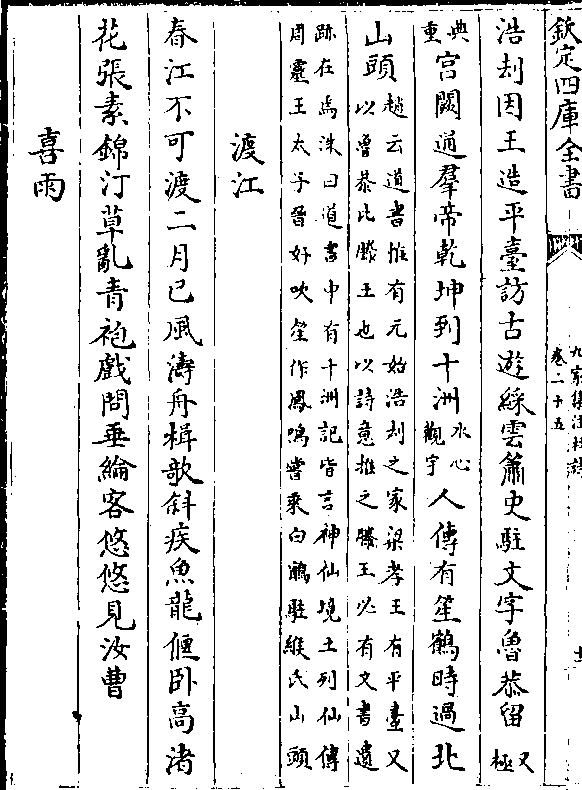 欽定四庫全書
九家集注杜詩
卷二十五
浩刼因王造平臺訪古遊綵雲簫史駐文字魯恭留又極
典重宫闕通羣帝乾坤到十洲水心觀宇人傳有笙鶴時過北
山頭趙云道書惟有元始浩刼之家梁孝王有平臺又
以魯恭比滕王也以詩意推之滕王必有文書遺
跡在焉洙曰道書中有十洲記皆言神仙境土列仙傳
周靈王太子晉好吹笙作鳳鳴嘗乗白鶴駐緱氏山頭
渡江
春江不可渡二月已風濤舟楫欹斜疾魚龍偃卧高渚
花張素錦汀草亂青袍戲問垂綸客悠悠見汝曹
喜雨